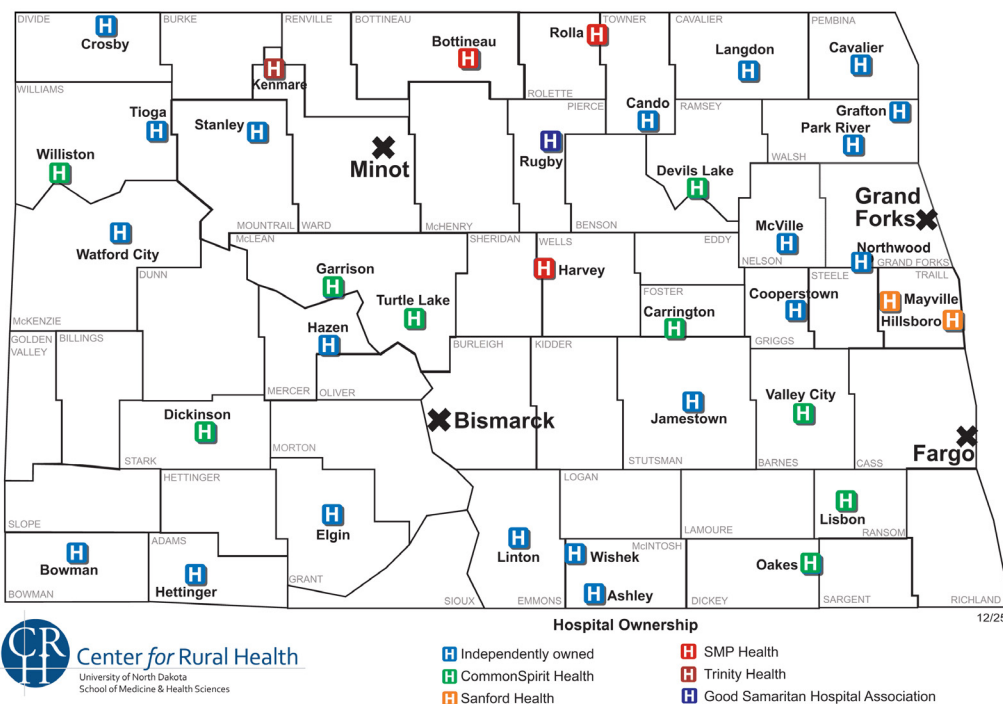 DIVIDE
BURKE
RENVILLE
BOTTINEAU
TOWNER
CAVALIER
PEMBINA
Crosby
Bottineau
Rolla
Langdon
Cavalier
Kenmare
WILLIAMS
ROLETTE
PIERCE
RAMSEY
Tioga
Stanley
Cando
Grafton
Park River
Williston
Minot
Rugby
WALSH
Devils Lake
Grand
Forks
McVille
MOUNTRAIL
WARD
McHENRY
BENSON
Watford City
McLEAN
SHERIDAN
WELLS
EDDY
Northwood
NELSON
GRAND FORKS
DUNN
Garrison
Harvey
STEELE
TRAILL
FOSTER
Cooperstown
Mayville
Turtle Lake
Carrington
Hillsboro
McKENZIE
Hazen
GOLDEN
VALLEY
BILLINGS
BURLEIGH
KIDDER
GRIGGS
MERCER
OLIVER
Valley City
Dickinson
Bismarck
Jamestown
MORTON
Fargo
STARK
STUTSMAN
BARNES
CASS
HETTINGER
LOGAN
SLOPE
Elgin
Lisbon
LAMOURE
RANSOM
ADAMS
McINTOSH
Bowman
Linton
Wishek
Oakes
GRANT
Hettinger
Ashley
BOWMAN
SIOUX
EMMONS
DICKEY
SARGENT
RICHLAND
12/25
Hospital Ownership
H Independently owned
H CommonSpirit Health
H Sanford Health
H SMP Health
H Trinity Health
H Good Samaritan Hospital Association
CRH
Center for Rural Health
University of North Dakota
School of Medicine & Health Sciences